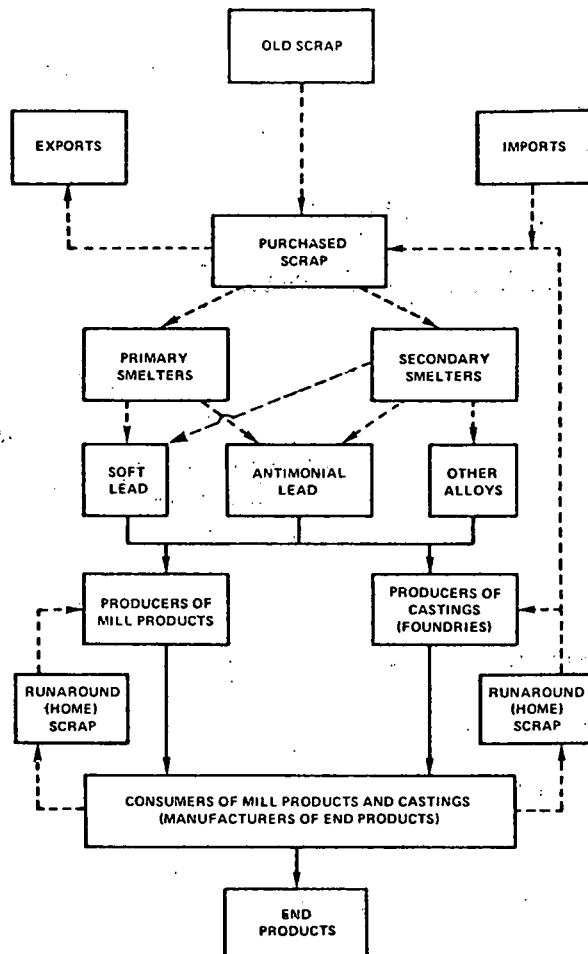 OLD SCRAP
EXPORTS
IMPORTS
PURCHASED
SCRAP
PRIMARY
SMELTERS
SECONDARY
SMELTERS
SOFT
LEAD
ANTIMONIAL
LEAD
OTHER
ALLOYS
PRODUCERS OF
MILL PRODUCTS
PRODUCERS OF
CASTINGS
(FOUNDRIES)
RUNAROUND
(HOME)
SCRAP
RUNAROUND
(HOME)
SCRAP
CONSUMERS OF MILL PRODUCTS AND CASTINGS
(MANUFACTURERS OF END PRODUCTS)
END
PRODUCTS